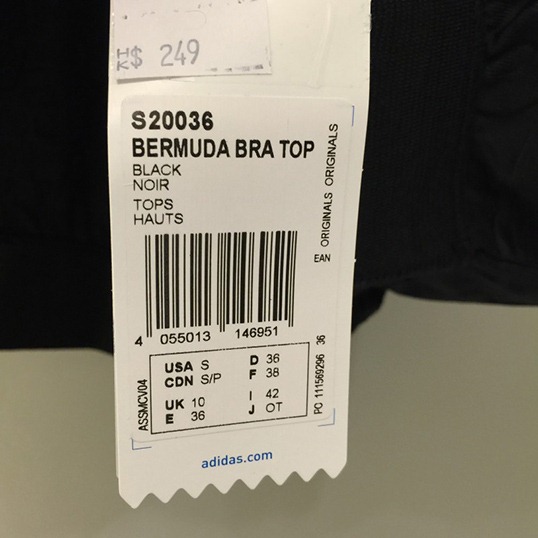 HK$ 249
S20036
BERMUDA BRA TOP
BLACK
NOIR
TOPS
HAUTS
ORIGINALS ORIGINALS
EAN
4 055013 146951
USA S D 36
CDN S/P F 38
UK 10 I 42
E 36 J OT
ASSMCV04
PO 111569296 36
adidas.com